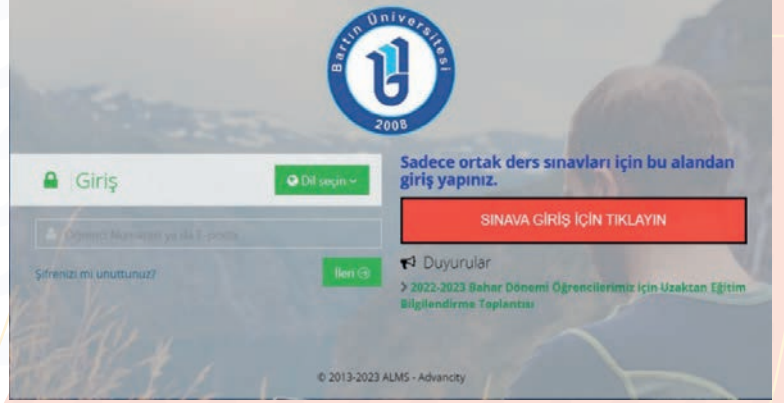 Bartın Üniversitesi
2008
Giriş
Dil seçin
Öğrenci Numaran ya da E-posta
Şifrenizi mi unuttunuz?
İleri
Sadece ortak ders sınavları için bu alandan
giriş yapınız.
SINAVA GİRİŞ İÇİN TIKLAYIN
Duyurular
> 2022-2023 Bahar Dönemi Öğrencilerimiz İçin Uzaktan Eğitim
Bilgilendirme Toplantısı
© 2013-2023 ALMS - Advancity